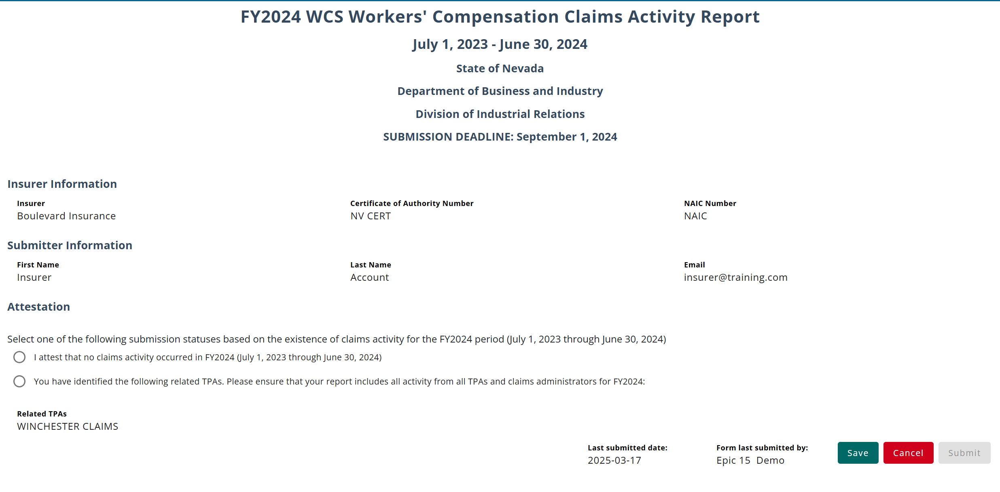 FY2024 WCS Workers' Compensation Claims Activity Report
July 1, 2023 - June 30, 2024
State of Nevada
Department of Business and Industry
Division of Industrial Relations
SUBMISSION DEADLINE: September 1, 2024
Insurer Information
Insurer
Boulevard Insurance
Certificate of Authority Number
NV CERT
NAIC Number
NAIC
Submitter Information
First Name
Insurer
Last Name
Account
Email
insurer@training.com
Attestation
Select one of the following submission statuses based on the existence of claims activity for the FY2024 period (July 1, 2023 through June 30, 2024)
I attest that no claims activity occurred in FY2024 (July 1, 2023 through June 30, 2024)
You have identified the following related TPAs. Please ensure that your report includes all activity from all TPAs and claims administrators for FY2024:
Related TPAs
WINCHESTER CLAIMS
Last submitted date:
2025-03-17
Form last submitted by:
Epic 15 Demo
Save
Cancel
Submit